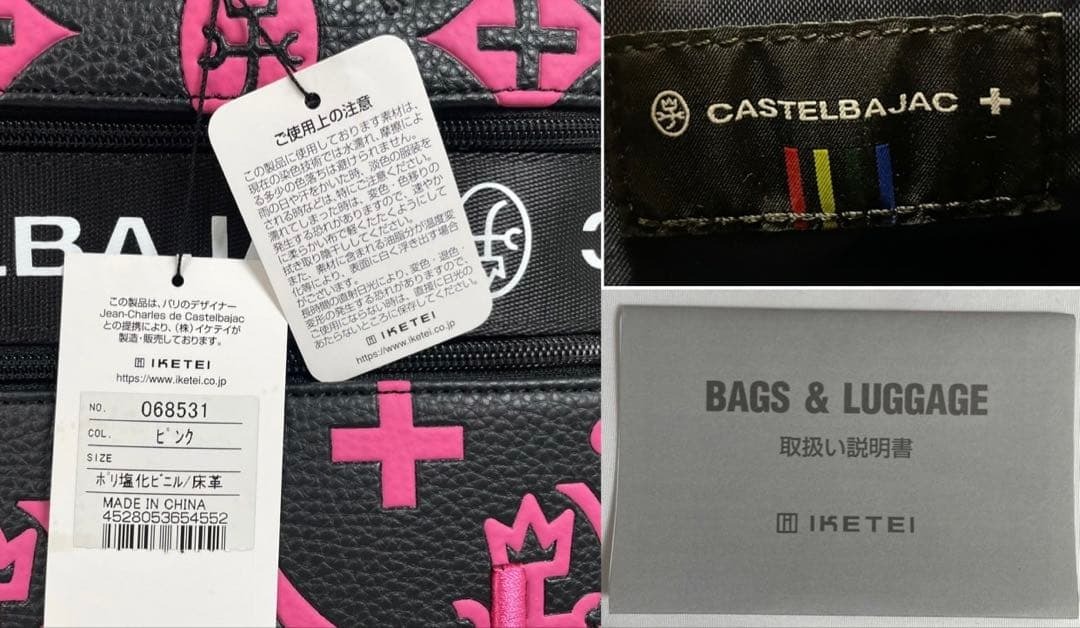 ご使用上の注意
この製品に使用しております素材は、
現在の染色技術では水濡れ、摩擦によ
る多少の色落ちは避けられません。
雨の日や汗をかいた時、淡色の服装を
される時などは、特にご注意ください。
濡れてしまった時は、変色・色移りの
発生する恐れがありますので、速やか
に柔らかい布で軽くたたくようにして
拭き取り陰干ししてください。
また、素材に含まれる油脂分が温度変
化等により、表面に白く浮き出す場合
がございます。
長時間の直射日光により、変色・退色・
変形の発生する恐れがありますので、
ご使用にならない時は、直接に日光の
あたらないところに保存してください。
IKETEI
https://www.iketei.co.jp
LBAJA
この製品は、パリのデザイナー
Jean-Charles de Castelbajac
との提携により、(株)イケテイが
製造・販売しております。
IKETEI
https://www.iketei.co.jp
NO. 068531
COL. ピンク
SIZE
ポリ塩化ビニル/床革
MADE IN CHINA
4528053654552
CASTELBAJAC
BAGS & LUGGAGE
取扱い説明書
IKETEI